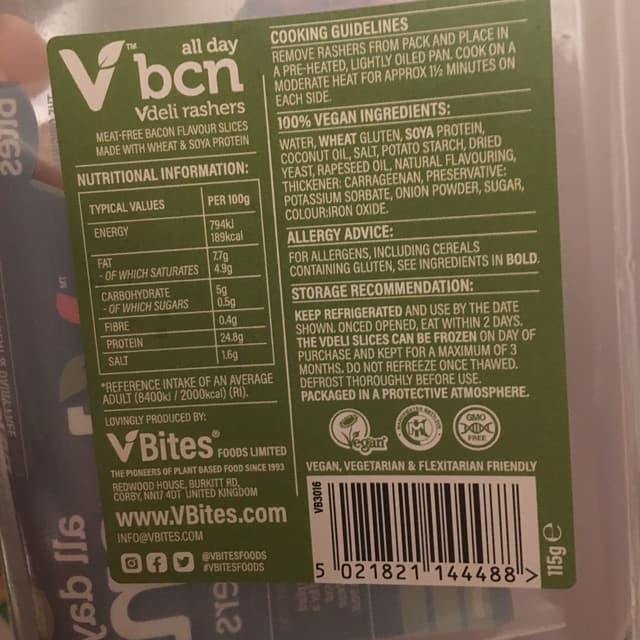 V™ all day
bcn
Vdeli rashers
MEAT-FREE BACON FLAVOUR SLICES
MADE WITH WHEAT & SOYA PROTEIN
NUTRITIONAL INFORMATION:
TYPICAL VALUES PER 100g
ENERGY 794kJ
189kcal
FAT 7.7g
- OF WHICH SATURATES 4.9g
CARBOHYDRATE 5g
- OF WHICH SUGARS 0.5g
FIBRE 0.4g
PROTEIN 24.8g
SALT 1.6g
*REFERENCE INTAKE OF AN AVERAGE
ADULT (8400kJ / 2000kcal) (RI).
LOVINGLY PRODUCED BY:
VBites® FOODS LIMITED
THE PIONEERS OF PLANT BASED FOOD SINCE 1993
REDWOOD HOUSE, BURKITT RD,
CORBY, NN17 4DT UNITED KINGDOM
www.VBites.com
INFO@VBITES.COM
@VBITESFOODS
#VBITESFOODS
COOKING GUIDELINES
REMOVE RASHERS FROM PACK AND PLACE IN
A PRE-HEATED, LIGHTLY OILED PAN. COOK ON A
MODERATE HEAT FOR APPROX 1½ MINUTES ON
EACH SIDE.
100% VEGAN INGREDIENTS:
WATER, WHEAT GLUTEN, SOYA PROTEIN,
COCONUT OIL, SALT, POTATO STARCH, DRIED
YEAST, RAPESEED OIL, NATURAL FLAVOURING,
THICKENER: CARRAGEENAN, PRESERVATIVE:
POTASSIUM SORBATE, ONION POWDER, SUGAR,
COLOUR:IRON OXIDE.
ALLERGY ADVICE:
FOR ALLERGENS, INCLUDING CEREALS
CONTAINING GLUTEN, SEE INGREDIENTS IN BOLD.
STORAGE RECOMMENDATION:
KEEP REFRIGERATED AND USE BY THE DATE
SHOWN. ONCED OPENED, EAT WITHIN 2 DAYS.
THE VDELI SLICES CAN BE FROZEN ON DAY OF
PURCHASE AND KEPT FOR A MAXIMUM OF 3
MONTHS. DO NOT REFREEZE ONCE THAWED.
DEFROST THOROUGHLY BEFORE USE.
PACKAGED IN A PROTECTIVE ATMOSPHERE.
Vegan
GMO
FREE
VEGAN, VEGETARIAN & FLEXITARIAN FRIENDLY
VB3016
5 021821 144488 >
115g e
all day